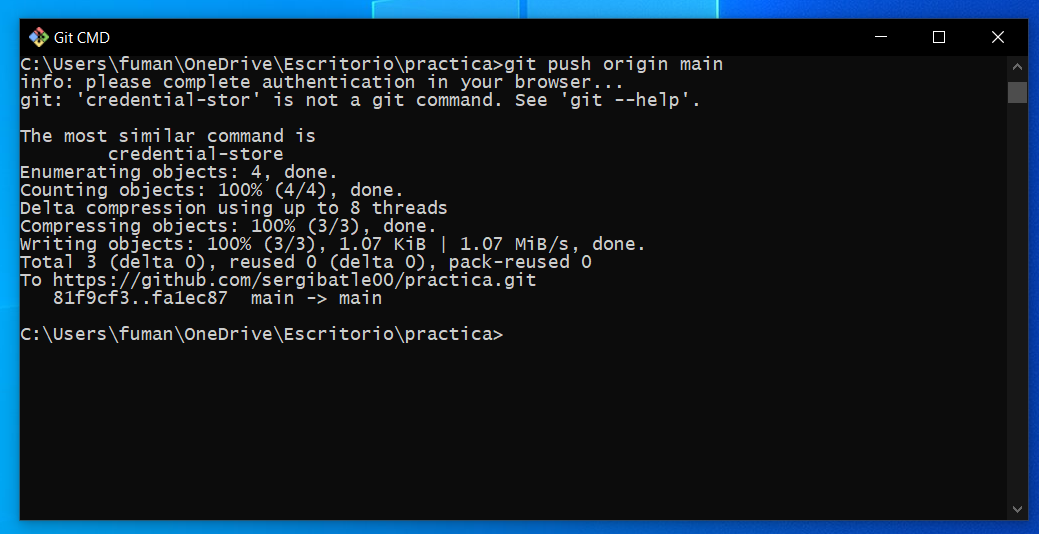 Git CMD
C:\Users\fuman\OneDrive\Escritorio\practica>git push origin main
info: please complete authentication in your browser...
git: 'credential-stor' is not a git command. See 'git --help'.
The most similar command is
credential-store
Enumerating objects: 4, done.
Counting objects: 100% (4/4), done.
Delta compression using up to 8 threads
Compressing objects: 100% (3/3), done.
Writing objects: 100% (3/3), 1.07 KiB | 1.07 MiB/s, done.
Total 3 (delta 0), reused 0 (delta 0), pack-reused 0
To https://github.com/sergibatle00/practica.git
81f9cf3..fa1ec87  main -> main
C:\Users\fuman\OneDrive\Escritorio\practica>